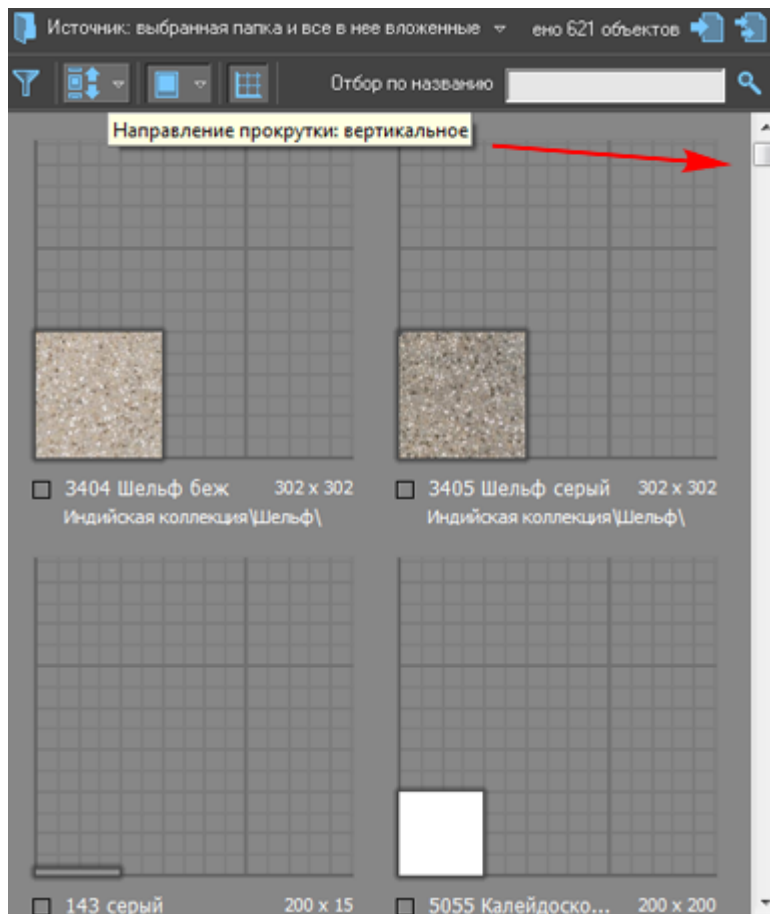 Источник: выбранная папка и все в нее вложенные ено 621 объектов
Отбор по названию
Направление прокрутки: вертикальное
3404 Шельф беж 302 x 302
Индийская коллекция\Шельф\
3405 Шельф серый 302 x 302
Индийская коллекция\Шельф\
143 серый 200 x 15
5055 Калейдоско... 200 x 200